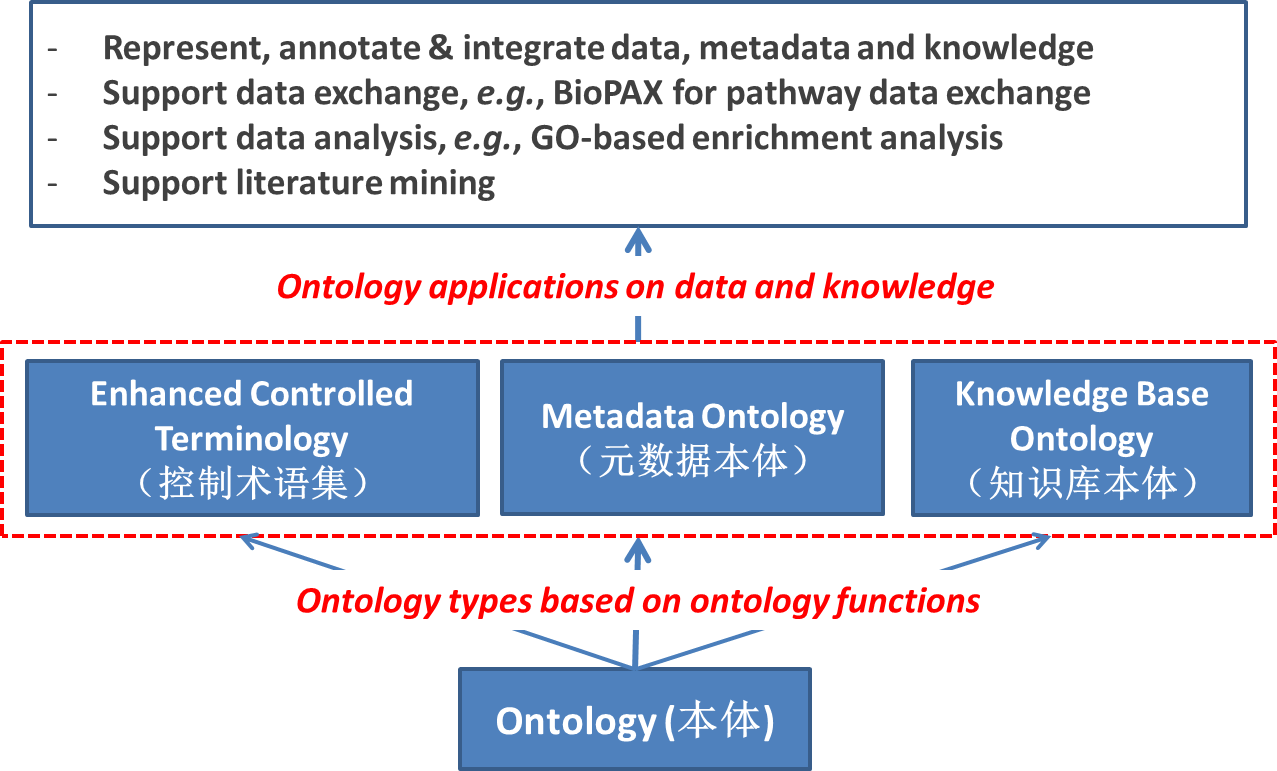 - Represent, annotate & integrate data, metadata and knowledge
- Support data exchange, e.g., BioPAX for pathway data exchange
- Support data analysis, e.g., GO-based enrichment analysis
- Support literature mining
Ontology applications on data and knowledge
Enhanced Controlled
Terminology
（控制术语集）
Metadata Ontology
（元数据本体）
Knowledge Base
Ontology
（知识库本体）
Ontology types based on ontology functions
Ontology (本体)